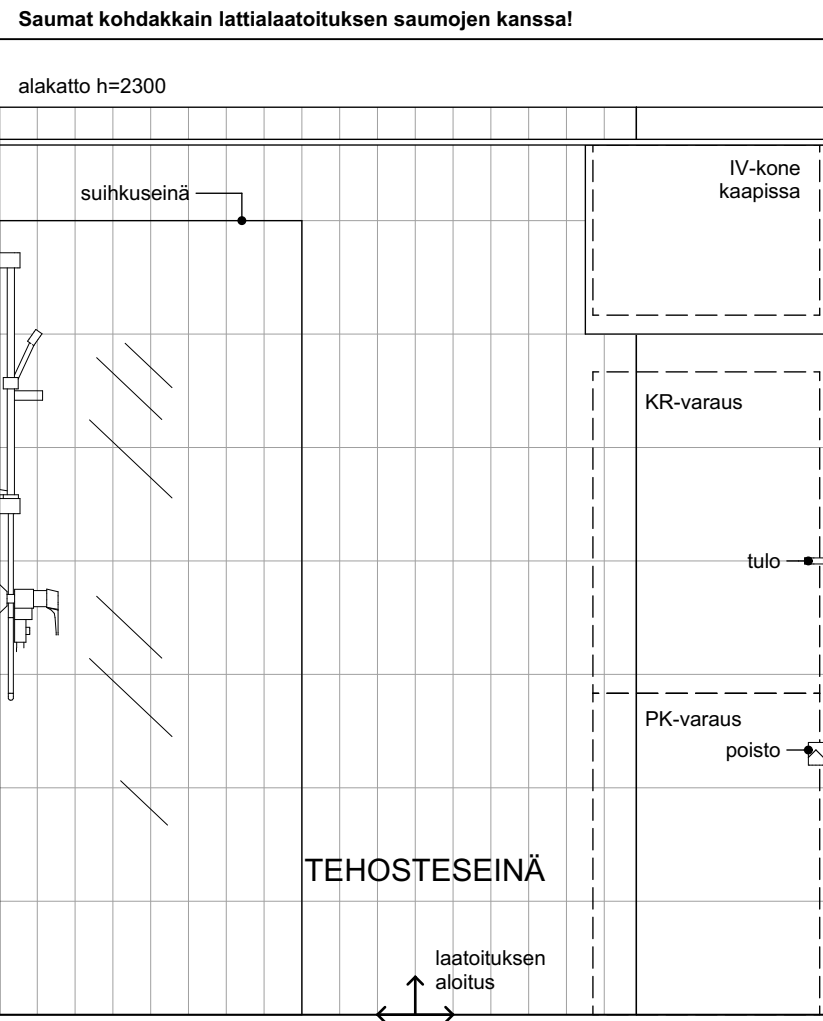 Saumat kohdakkain lattialaatoituksen saumojen kanssa!
alakatto h=2300
IV-kone
kaapissa
suihkuseinä
KR-varaus
tulo
PK-varaus
poisto
TEHOSTESEINÄ
laatoituksen
aloitus